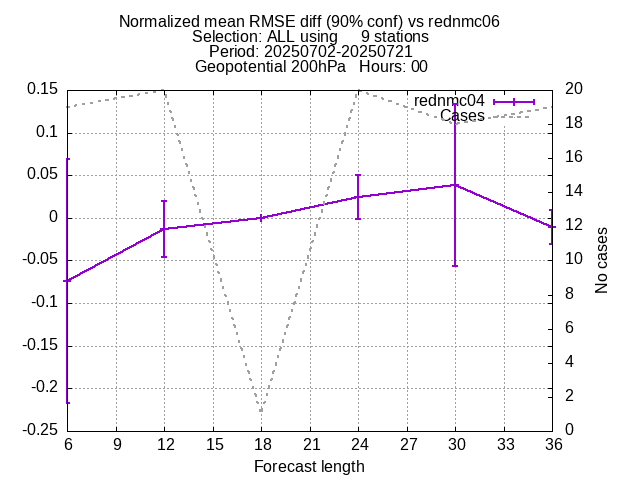 Normalized mean RMSE diff (90% conf) vs rednmc06
Selection: ALL using     9 stations
Period: 20250702-20250721
Geopotential 200hPa   Hours: 00
0.15
0.1
0.05
0
-0.05
-0.1
-0.15
-0.2
-0.25
20
18
16
14
12
10
8
6
4
2
0
No cases
rednmc04
Cases
6 9 12 15 18 21 24 27 30 33 36
Forecast length